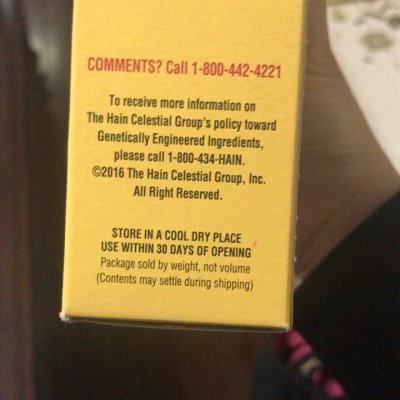 COMMENTS? Call 1-800-442-4221
To receive more information on
The Hain Celestial Group's policy toward
Genetically Engineered Ingredients,
please call 1-800-434-HAIN.
©2016 The Hain Celestial Group, Inc.
All Right Reserved.
STORE IN A COOL DRY PLACE
USE WITHIN 30 DAYS OF OPENING
Package sold by weight, not volume
(Contents may settle during shipping)